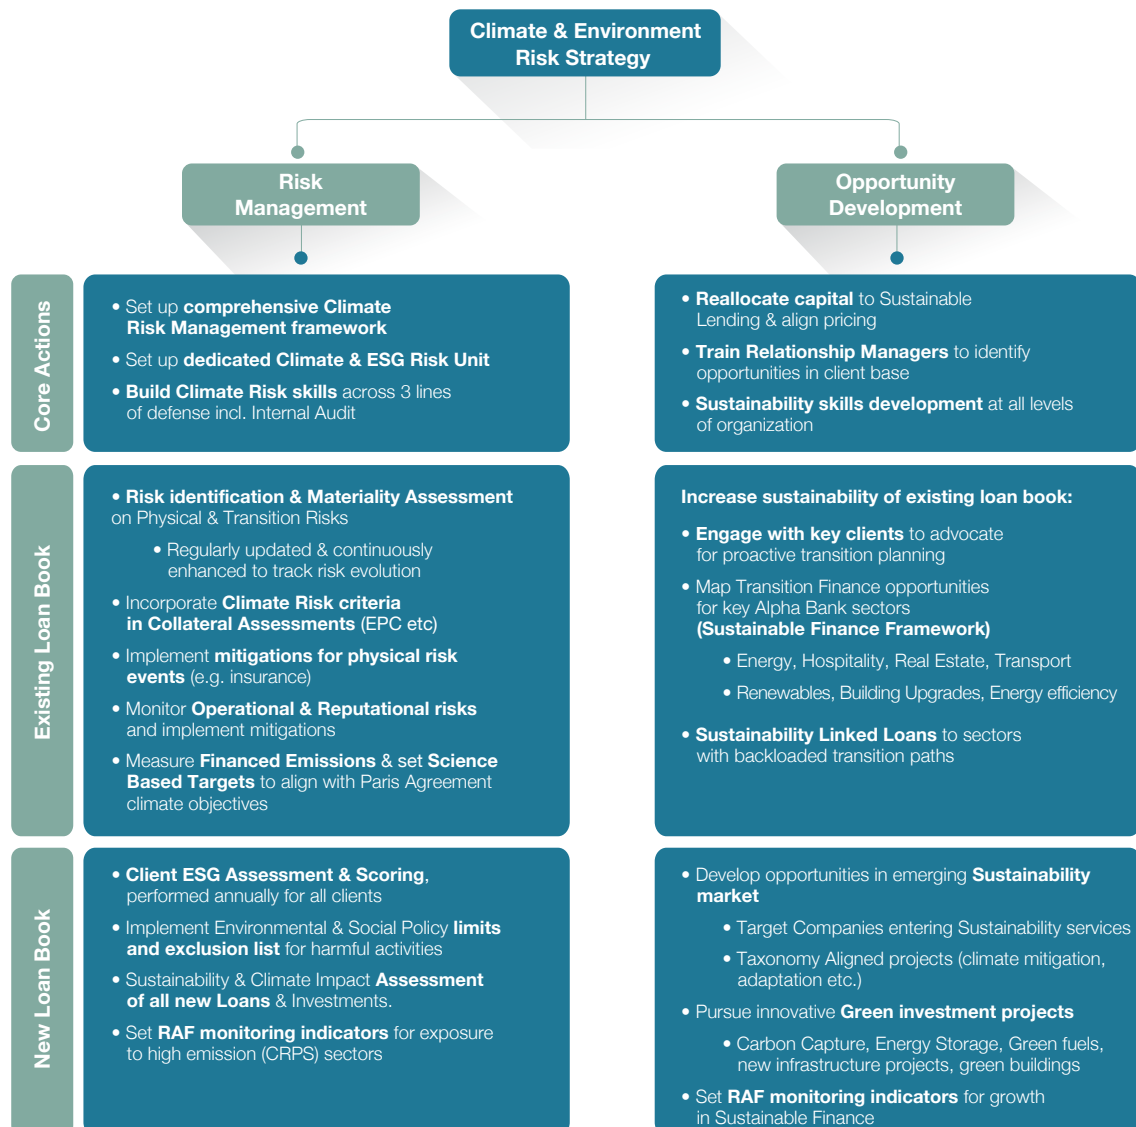 Climate & Environment
Risk Strategy
Risk
Management
Opportunity
Development
Core Actions
• Set up comprehensive Climate
Risk Management framework
• Set up dedicated Climate & ESG Risk Unit
• Build Climate Risk skills across 3 lines
of defense incl. Internal Audit
• Reallocate capital to Sustainable
Lending & align pricing
• Train Relationship Managers to identify
opportunities in client base
• Sustainability skills development at all levels
of organization
Existing Loan Book
• Risk identification & Materiality Assessment
on Physical & Transition Risks
• Regularly updated & continuously
enhanced to track risk evolution
• Incorporate Climate Risk criteria
in Collateral Assessments (EPC etc)
• Implement mitigations for physical risk
events (e.g. insurance)
• Monitor Operational & Reputational risks
and implement mitigations
• Measure Financed Emissions & set Science
Based Targets to align with Paris Agreement
climate objectives
Increase sustainability of existing loan book:
• Engage with key clients to advocate
for proactive transition planning
• Map Transition Finance opportunities
for key Alpha Bank sectors
(Sustainable Finance Framework)
• Energy, Hospitality, Real Estate, Transport
• Renewables, Building Upgrades, Energy efficiency
• Sustainability Linked Loans to sectors
with backloaded transition paths
New Loan Book
• Client ESG Assessment & Scoring,
performed annually for all clients
• Implement Environmental & Social Policy limits
and exclusion list for harmful activities
• Sustainability & Climate Impact Assessment
of all new Loans & Investments.
• Set RAF monitoring indicators for exposure
to high emission (CRPS) sectors
• Develop opportunities in emerging Sustainability
market
• Target Companies entering Sustainability services
• Taxonomy Aligned projects (climate mitigation,
adaptation etc.)
• Pursue innovative Green investment projects
• Carbon Capture, Energy Storage, Green fuels,
new infrastructure projects, green buildings
• Set RAF monitoring indicators for growth
in Sustainable Finance